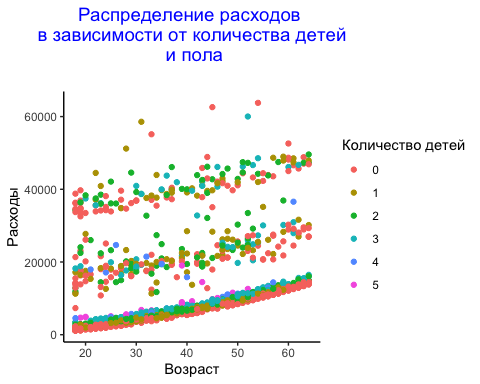 Распределение расходов
в зависимости от количества детей
и пола
60000
40000
20000
0
Расходы
20
30
40
50
60
Возраст
Количество детей
0
1
2
3
4
5